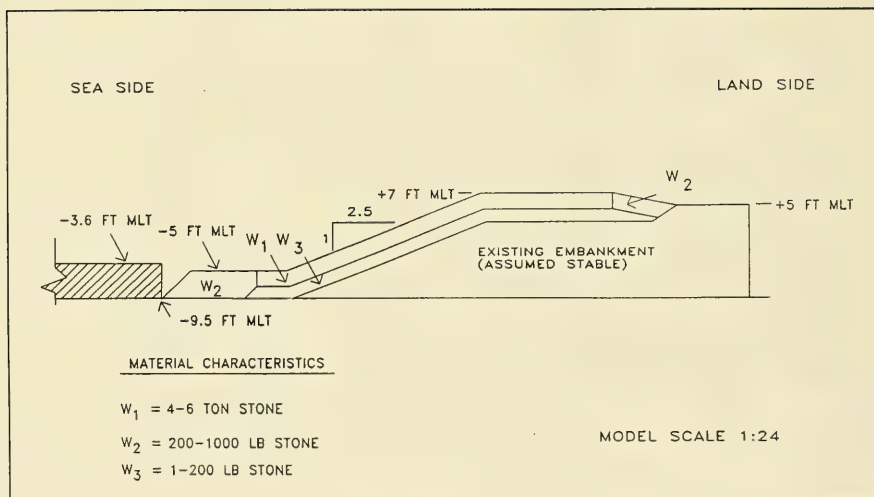 SEA SIDE
LAND SIDE
+7 FT MLT
W2
+5 FT MLT
2.5
1
-3.6 FT MLT
-5 FT MLT
W1 W3
EXISTING EMBANKMENT
(ASSUMED STABLE)
W2
-9.5 FT MLT
MATERIAL CHARACTERISTICS
W1 = 4-6 TON STONE
W2 = 200-1000 LB STONE
W3 = 1-200 LB STONE
MODEL SCALE 1:24